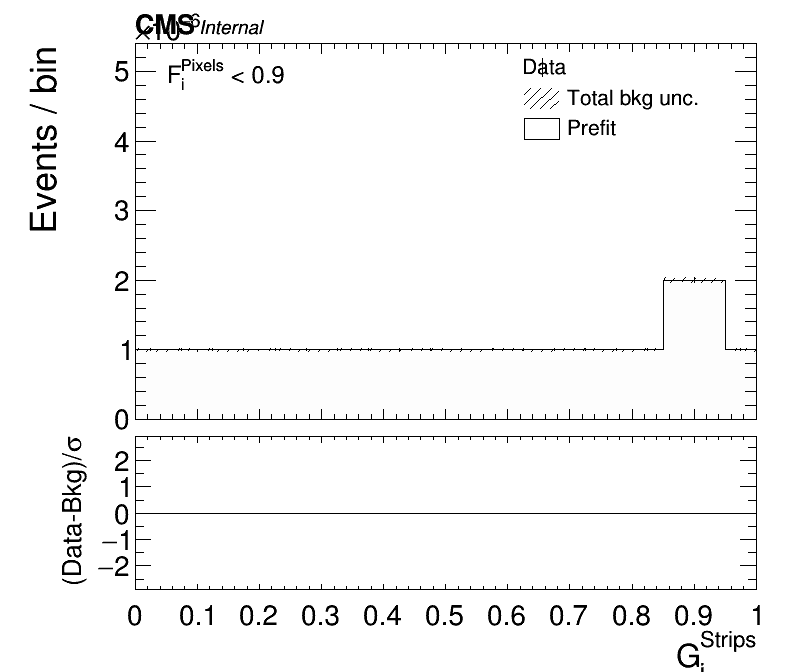 CMS Internal
×10⁻⁶
Events / bin
F_i^Pixels < 0.9
Data
Total bkg unc.
Prefit
5
4
3
2
1
0
(Data-Bkg)/σ
2
1
0
−1
−2
0 0.1 0.2 0.3 0.4 0.5 0.6 0.7 0.8 0.9 1
G_i^Strips